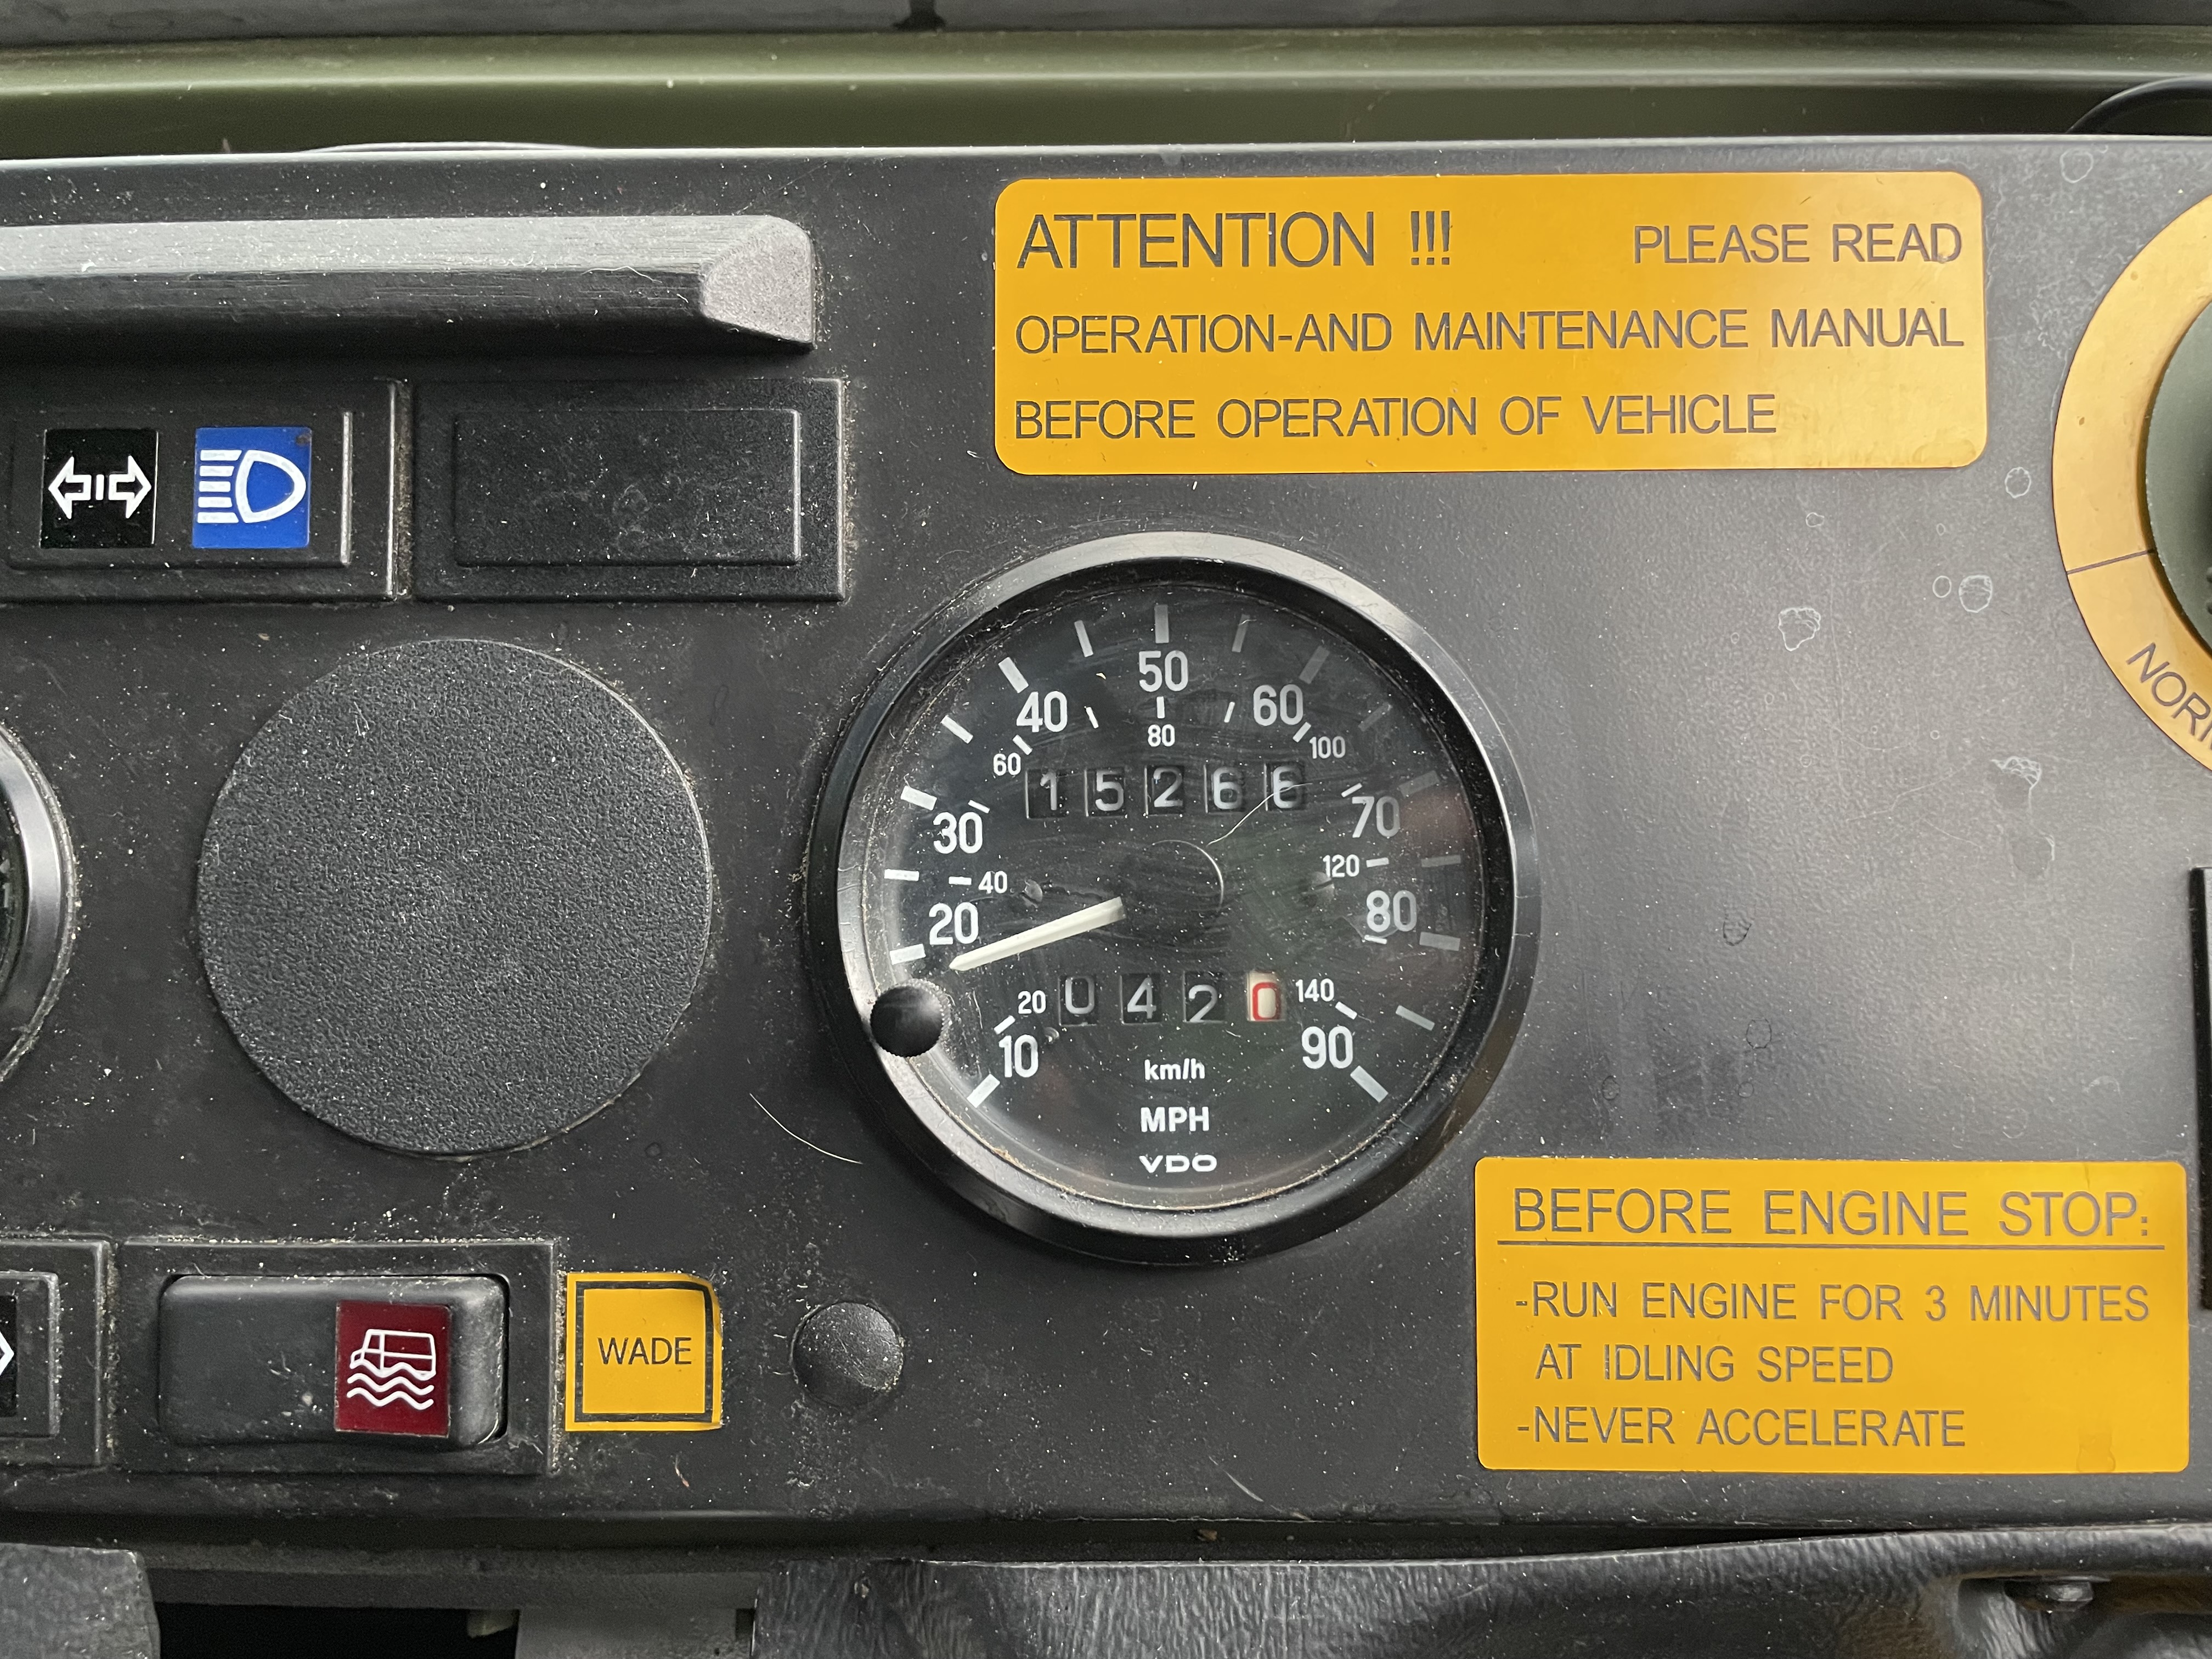 ATTENTION !!! PLEASE READ
OPERATION-AND MAINTENANCE MANUAL
BEFORE OPERATION OF VEHICLE
50
40
60
80
60
100
15266
30
70
40
120
20
80
20
0420
140
10
90
km/h
MPH
VDO
WADE
BEFORE ENGINE STOP:
-RUN ENGINE FOR 3 MINUTES
AT IDLING SPEED
-NEVER ACCELERATE